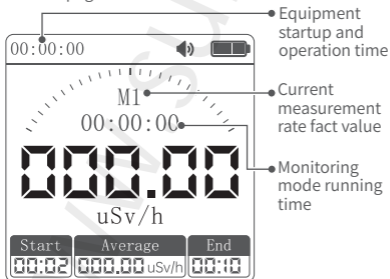 Equipment
startup and
operation time
00:00:00
M1
Current
measurement
rate fact value
00:00:00
Monitoring
mode running
time
000.00
uSv/h
Start Average End
00:02 000.00 uSv/h 00:10